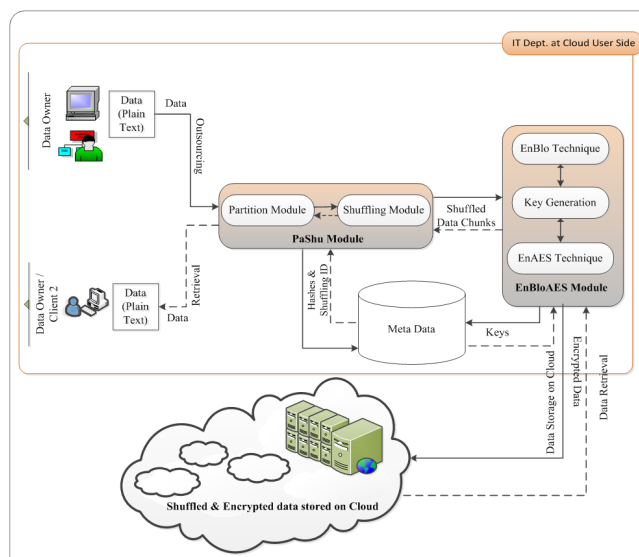 IT Dept. at Cloud User Side
Data Owner
Data
(Plain
Text)
Data
Outsourcing
EnBlo Technique
Key Generation
EnAES Technique
EnBloAES Module
Partition Module
Shuffling Module
PaShu Module
Shuffled
Data Chunks
Data Owner /
Client 2
Data
(Plain
Text)
Data
Retrieval
Hashes &
Shuffling ID
Meta Data
Keys
Data Storage on Cloud
Encrypted Data
Data Retrieval
Shuffled & Encrypted data stored on Cloud